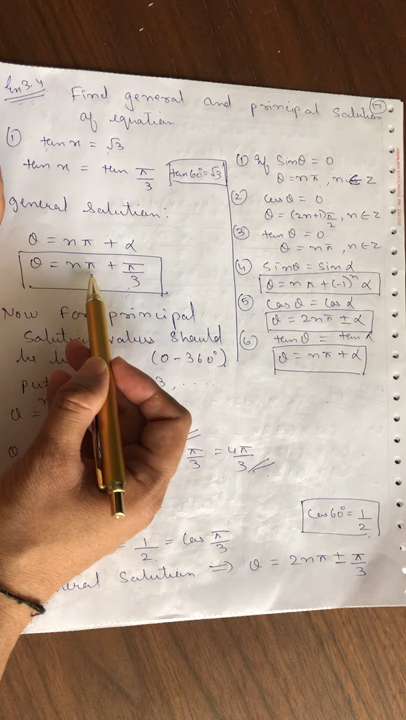 Ex 3.4
Find general and principal solution
of equation
17
① tan x = √3
tan x = tan π/3
tan 60° = √3
General Solution:
θ = nπ + α
θ = nπ + π/3
Now For principal
Solution values should
be (0 - 360°)
put 3, ....
θ =
θ
π/3 = 4π/3
① If Sinθ = 0
θ = nπ, n ∈ Z
② cosθ = 0
θ = (2n+1)π/2, n ∈ Z
③ tanθ = 0
θ = nπ, n ∈ Z
④ Sinθ = Sinα
θ = nπ + (-1)ⁿ α
⑤ Cosθ = Cosα
θ = 2nπ ± α
⑥ tanθ = tanα
θ = nπ + α
Cos 60° = 1/2
= 1/2 = Cos π/3
Solution ⇒ θ = 2nπ ± π/3